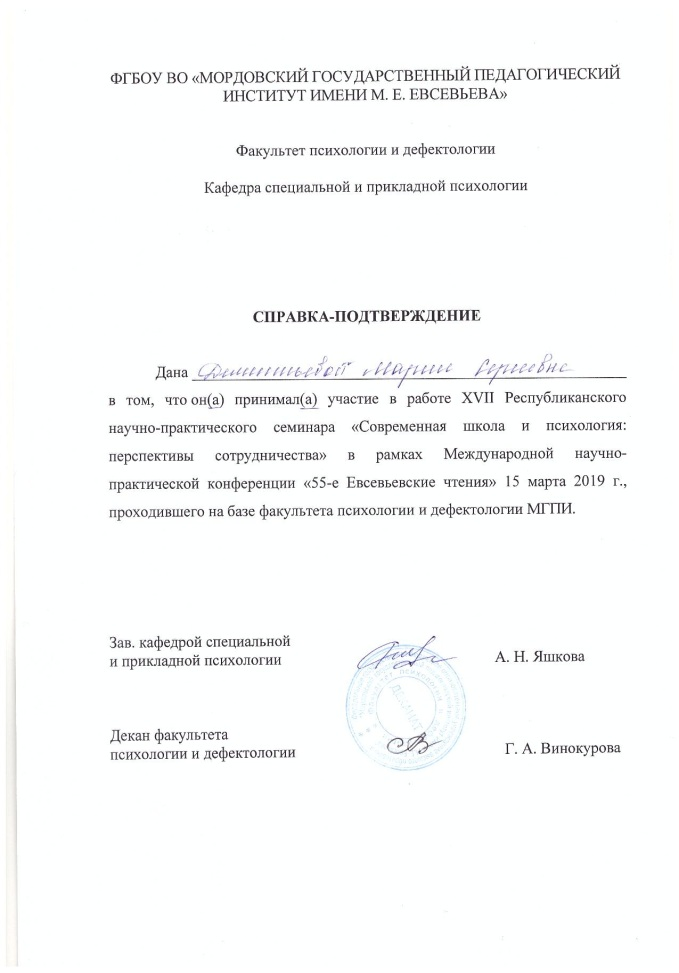 ФГБОУ ВО «МОРДОВСКИЙ ГОСУДАРСТВЕННЫЙ ПЕДАГОГИЧЕСКИЙ
ИНСТИТУТ ИМЕНИ М. Е. ЕВСЕВЬЕВА»
Факультет психологии и дефектологии
Кафедра специальной и прикладной психологии
СПРАВКА-ПОДТВЕРЖДЕНИЕ
Дана Дементьевой Марии Сергеевне
в том, что он(а) принимал(а) участие в работе XVII Республиканского
научно-практического семинара «Современная школа и психология:
перспективы сотрудничества» в рамках Международной научно-
практической конференции «55-е Евсевьевские чтения» 15 марта 2019 г.,
проходившего на базе факультета психологии и дефектологии МГПИ.
Зав. кафедрой специальной
и прикладной психологии А. Н. Яшкова
Декан факультета
психологии и дефектологии Г. А. Винокурова